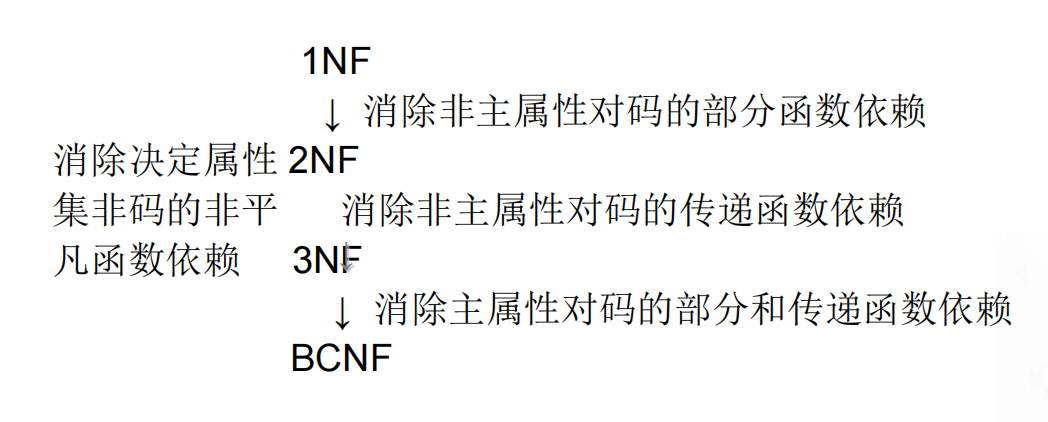 1NF
↓ 消除非主属性对码的部分函数依赖
消除决定属性 2NF
集非码的非平 消除非主属性对码的传递函数依赖
凡函数依赖 3NF
↓ 消除主属性对码的部分和传递函数依赖
BCNF